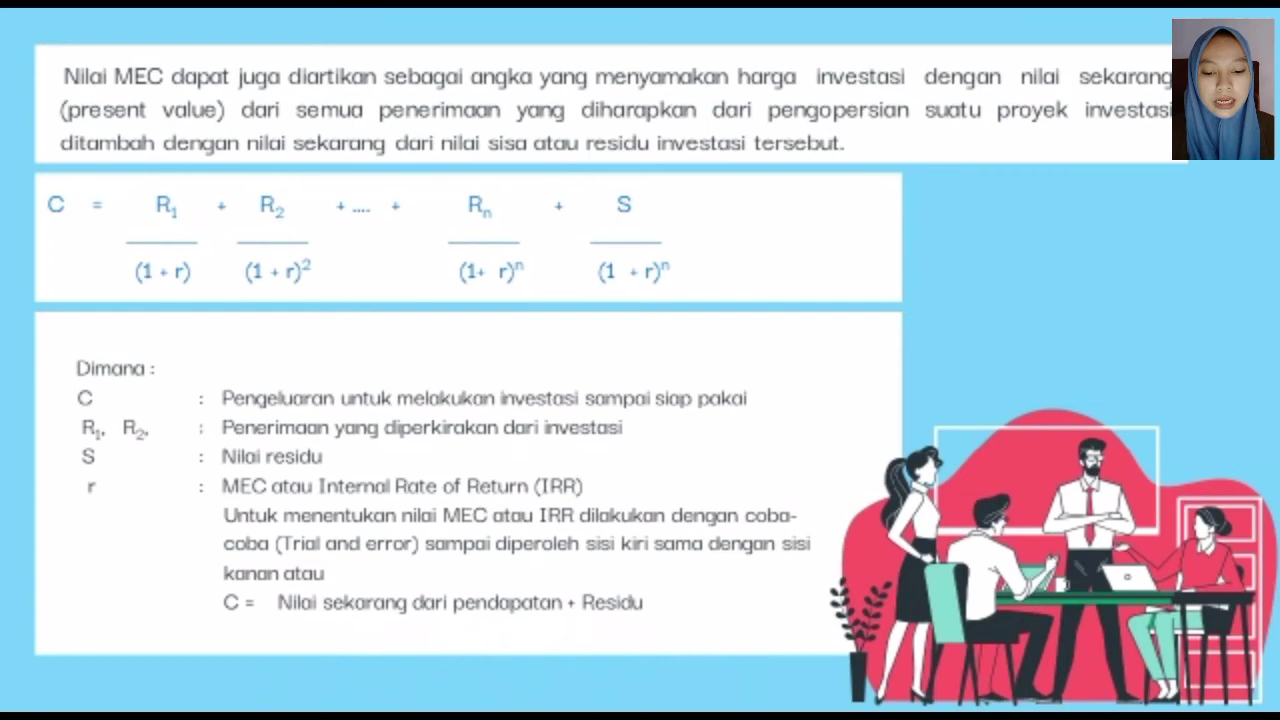 Nilai MEC dapat juga diartikan sebagai angka yang menyamakan harga investasi dengan nilai sekarang
(present value) dari semua penerimaan yang diharapkan dari pengopersian suatu proyek investasi
ditambah dengan nilai sekarang dari nilai sisa atau residu investasi tersebut.
C = R₁ + R₂ + .... + Rₙ + S
(1 + r) (1 + r)² (1+ r)ⁿ (1 + r)ⁿ
Dimana :
C : Pengeluaran untuk melakukan investasi sampai siap pakai
R₁, R₂, : Penerimaan yang diperkirakan dari investasi
S : Nilai residu
r : MEC atau Internal Rate of Return (IRR)
Untuk menentukan nilai MEC atau IRR dilakukan dengan coba-
coba (Trial and error) sampai diperoleh sisi kiri sama dengan sisi
kanan atau
C = Nilai sekarang dari pendapatan + Residu